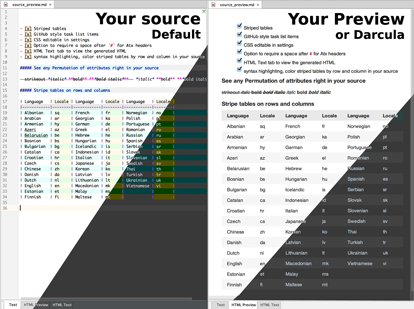 source_preview.md ×
source_preview.md ×
Your source
Default
- [x] Striped tables
- [x] GitHub style task list items
- [x] CSS editable in settings
- [x] Option to require a space after `#` for Atx headers
- [x] HTML Text tab to view the generated HTML
- [x] syntax highlighting, color striped tables by row and column in your source
##### See any Permutation of attributes right in your source
##### Stripe tables on rows and columns
| Language | Locale | Language | Locale | Language | Locale
| Albanian | sq | French | fr | Norwegian | no
| Arabian | ar | Georgian | ka | Polish | pl
| Armenian | hy | German | de | Portuguese | pt
| Azeri | az | Greek | el | Romanian | ro
| Belarusian | be | Hebrew | he | Russian | ru
| Bosnian | bs | Hungarian | hu | Spanish | es
| Bulgarian | bg | Icelandic | is | Serbian | sr
| Catalan | ca | Indonesian | id | Slovak | sk
| Croatian | hr | Italian | it | Slovenian | sl
| Czech | cs | Japanese | ja | Swedish | sv
| Chinese | zh | Korean | ko | Thai | th
| Danish | da | Latvian | lv | Turkish | tr
| Dutch | nl | Lithuanian | lt | Ukrainian | uk
| English | en | Macedonian | mk | Vietnamese | vi
| Estonian | et | Malay | ms
| Finnish | fi | Maltese | mt
Text HTML Preview HTML Text
Your Preview
or Darcula
Striped tables
GitHub style task list items
CSS editable in settings
Option to require a space after # for Atx headers
HTML Text tab to view the generated HTML
syntax highlighting, color striped tables by row and column in your source
See any Permutation of attributes right in your source
strikeout italic bold bold italic italic bold bold italic
Stripe tables on rows and columns
Language Locale Language Locale Language Locale
Albanian sq French fr Norwegian no
Arabian ar Georgian ka Polish pl
Armenian hy German de Portuguese pt
Azeri az Greek el Romanian ro
Belarusian be Hebrew he Russian ru
Bosnian bs Hungarian hu Spanish es
Bulgarian bg Icelandic is Serbian sr
Catalan ca Indonesian id Slovak sk
Croatian hr Italian it Slovenian sl
Czech cs Japanese ja Swedish sv
Chinese zh Korean ko Thai th
Danish da Latvian lv Turkish tr
Dutch nl Lithuanian lt Ukrainian uk
English en Macedonian mk Vietnamese vi
Estonian et Malay ms
Finnish fi Maltese mt
Text HTML Preview HTML Text